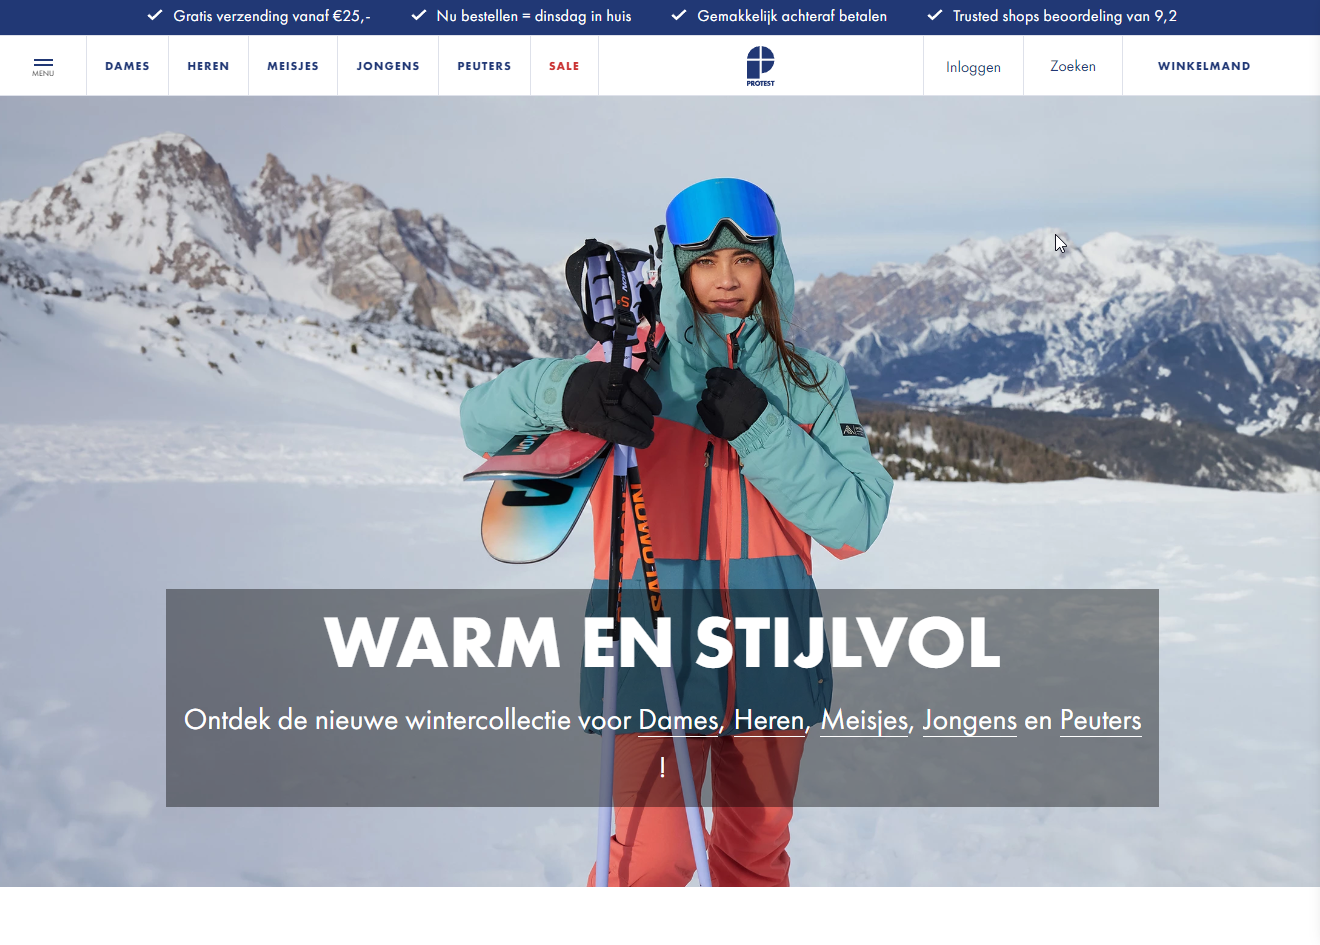 Gratis verzending vanaf €25,- Nu bestellen = dinsdag in huis Gemakkelijk achteraf betalen Trusted shops beoordeling van 9,2
MENU DAMES HEREN MEISJES JONGENS PEUTERS SALE PROTEST Inloggen Zoeken WINKELMAND
NOV
SALOMON
WARM EN STIJLVOL
Ontdek de nieuwe wintercollectie voor Dames, Heren, Meisjes, Jongens en Peuters
!